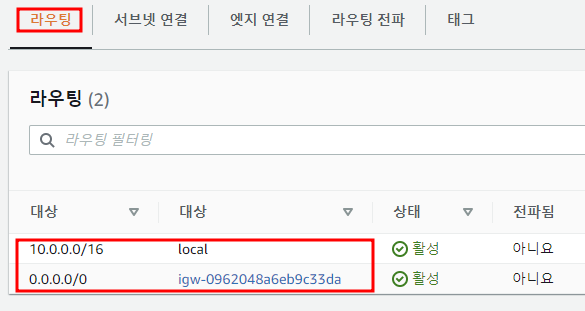 라우팅 서브넷 연결 엣지 연결 라우팅 전파 태그
라우팅 (2)
라우팅 필터링
대상 대상 상태 전파됨
10.0.0.0/16 local 활성 아니요
0.0.0.0/0 igw-0962048a6eb9c33da 활성 아니요